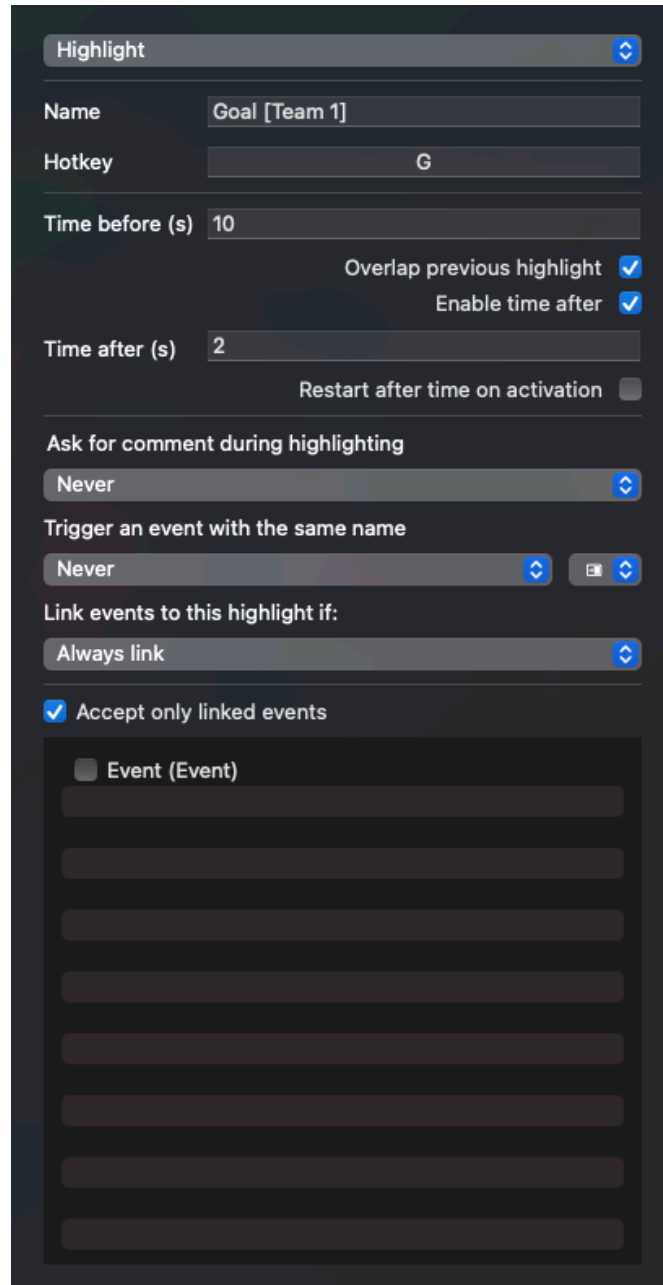 Highlight
Name Goal [Team 1]
Hotkey G
Time before (s) 10
Overlap previous highlight
Enable time after
Time after (s) 2
Restart after time on activation
Ask for comment during highlighting
Never
Trigger an event with the same name
Never
Link events to this highlight if:
Always link
Accept only linked events
Event (Event)